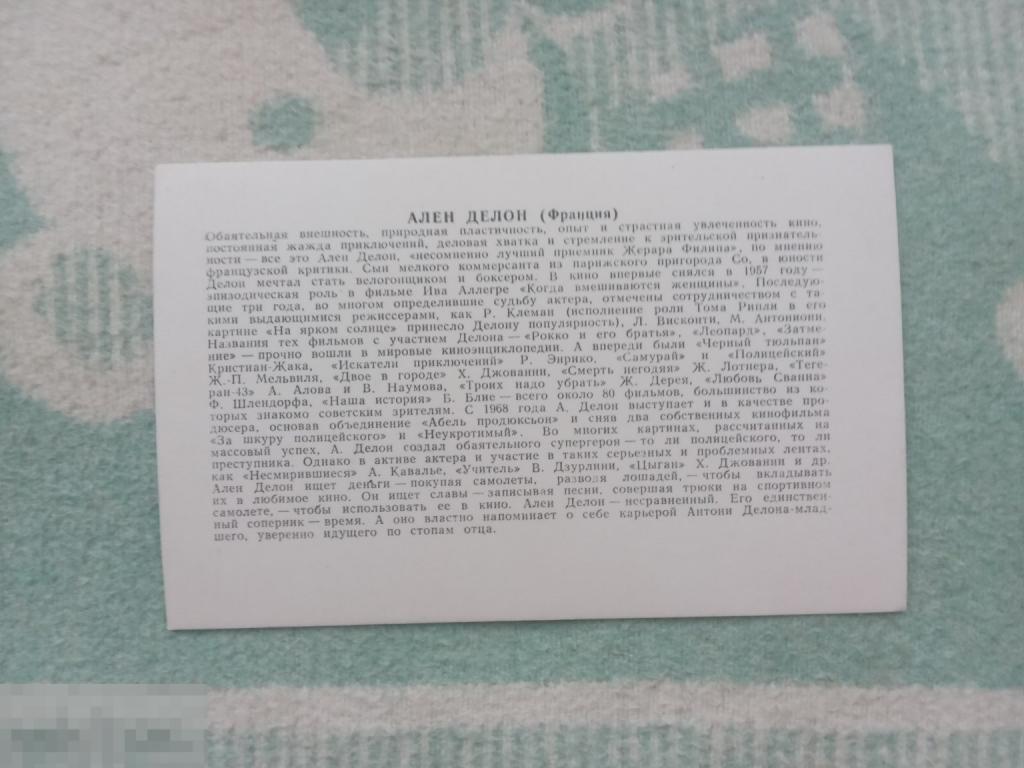 АЛЕН ДЕЛОН (Франция)
Обаятельная внешность, природная пластичность, опыт и страстная увлеченность кино,
постоянная жажда приключений, деловая хватка и стремление к зрительской признатель-
ности — все это Ален Делон, «несомненно лучший приемник Жерара Филипа», по мнению
французской критики. Сын мелкого коммерсанта из парижского пригорода Со, в юности
Делон мечтал стать велогонщиком и боксером. В кино впервые снялся в 1957 году —
эпизодическая роль в фильме Ива Аллегре «Когда вмешиваются женщины». Последую-
щие три года, во многом определившие судьбу актера, отмечены сотрудничеством с та-
кими выдающимися режиссерами, как Р. Клеман (исполнение роли Тома Рипли в его
картине «На ярком солнце» принесло Делону популярность), Л. Висконти, М. Антониони.
Названия тех фильмов с участием Делона — «Рокко и его братья», «Леопард», «Затме-
ние» — прочно вошли в мировые киноэнциклопедии. А впереди были «Черный тюльпан»
Кристиан-Жака, «Искатели приключений» Р. Энрико, «Самурай» и «Полицейский»
Ж.-П. Мельвиля, «Двое в городе» Х. Джованни, «Смерть негодяя» Ж. Лотнера, «Теге-
ран-43» А. Алова и В. Наумова, «Троих надо убрать» Ж. Дерея, «Любовь Свана»
Ф. Шлендорфа, «Наша история» Б. Блие — всего около 80 фильмов, большинство из ко-
торых знакомо советским зрителям. С 1968 года А. Делон выступает и в качестве про-
дюсера, основав объединение «Абель продюксьон» и сняв два собственных кинофильма
«За шкуру полицейского» и «Неукротимый». Во многих картинах, рассчитанных на
массовый успех, А. Делон создал обаятельного супергероя — то ли полицейского, то ли
преступника. Однако в активе актера и участие в таких серьезных и проблемных лентах,
как «Несмирившиеся» А. Кавалье, «Учитель» В. Дзурлини, «Цыган» Х. Джованни и др.
Ален Делон ищет деньги — покупая самолеты, разводя лошадей, — чтобы вкладывать
их в любимое кино. Он ищет славы — записывая песни, совершая трюки на спортивном
самолете, — чтобы использовать ее в кино. Ален Делон — несравненный. Его единствен-
ный соперник — время. А оно властно напоминает о себе карьерой Антони Делона-млад-
шего, уверенно идущего по стопам отца.